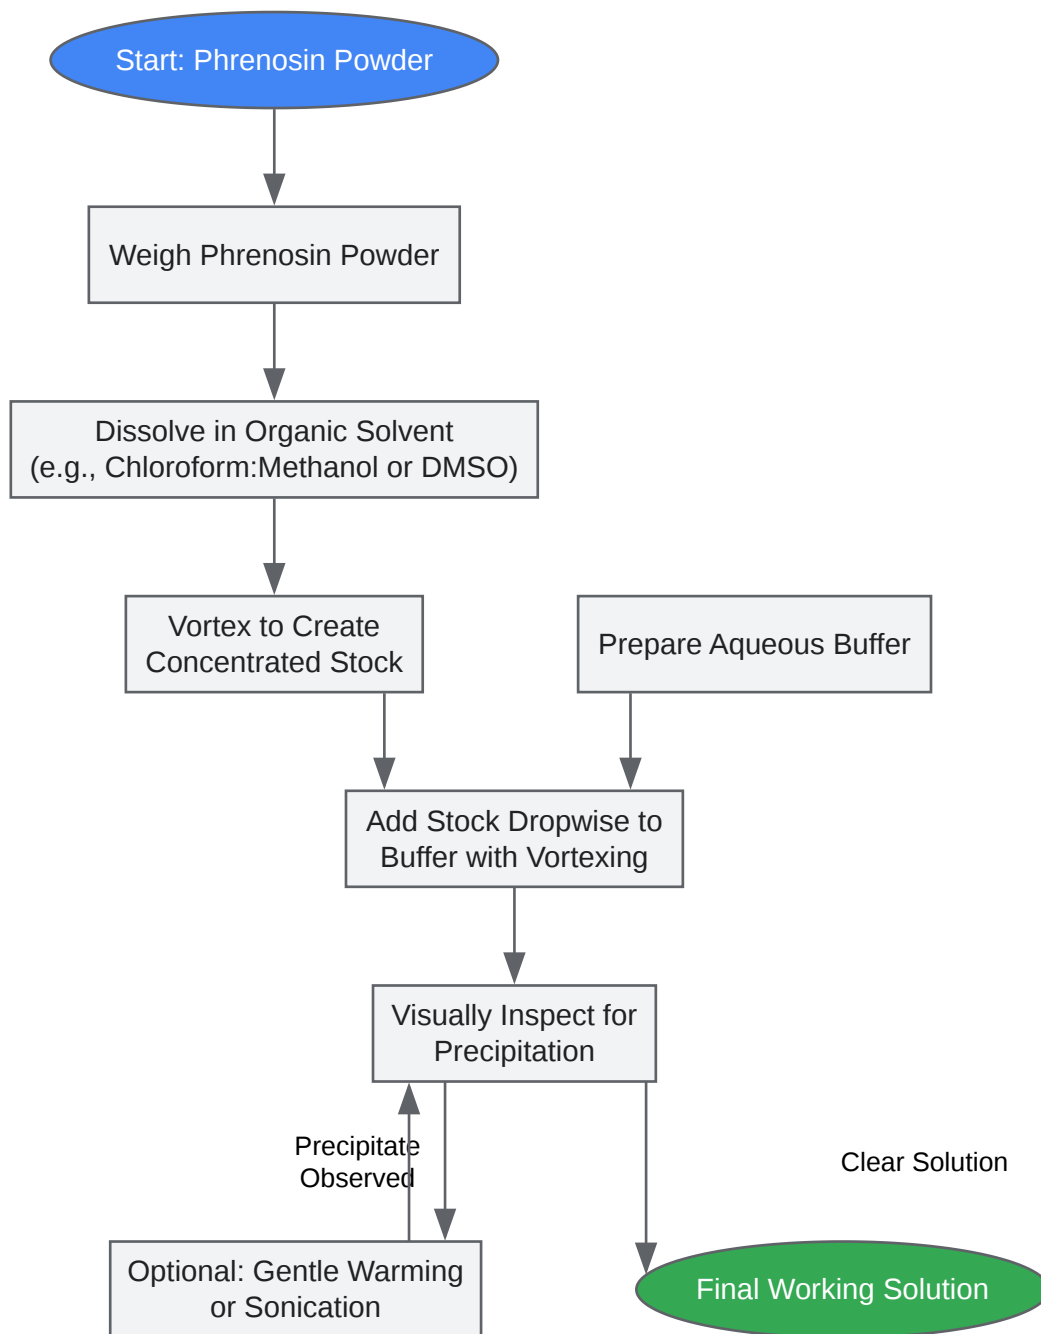 Start: Phrenosin Powder
Weigh Phrenosin Powder
Dissolve in Organic Solvent
(e.g., Chloroform:Methanol or DMSO)
Vortex to Create
Concentrated Stock
Prepare Aqueous Buffer
Add Stock Dropwise to
Buffer with Vortexing
Visually Inspect for
Precipitation
Precipitate
Observed
Clear Solution
Optional: Gentle Warming
or Sonication
Final Working Solution